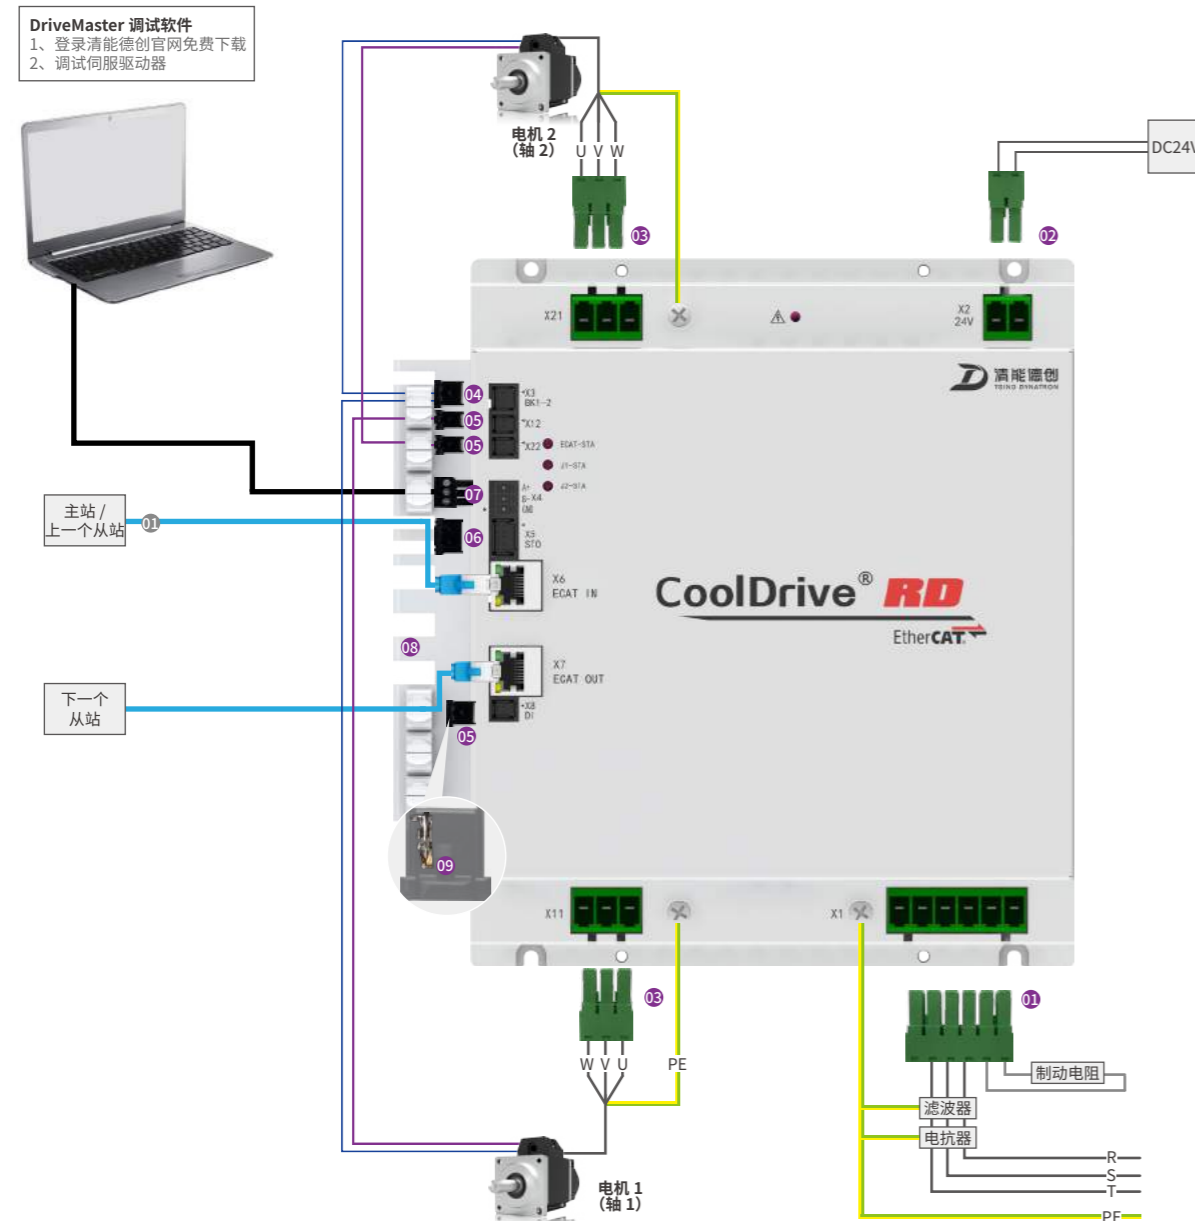 DriveMaster 调试软件
1、登录清能德创官网免费下载
2、调试伺服驱动器
电机 2
（轴 2）
U V W
DC24V
03
02
X21
X2
24V
清能德创
TSING DYNATRON
04
X3
BK1-2
05
X12
05
X22
ECAT-STA
J1-STA
J2-STA
07
A+
B- X4
GND
主站 /
上一个从站
01
06
X5
STO
X6
ECAT IN
CoolDrive® RD
EtherCAT
08
X7
ECAT OUT
下一个
从站
X8
DI
05
09
X11
X1
03
01
W V U
PE
制动电阻
滤波器
电抗器
R
S
T
PE
电机 1
（轴 1）